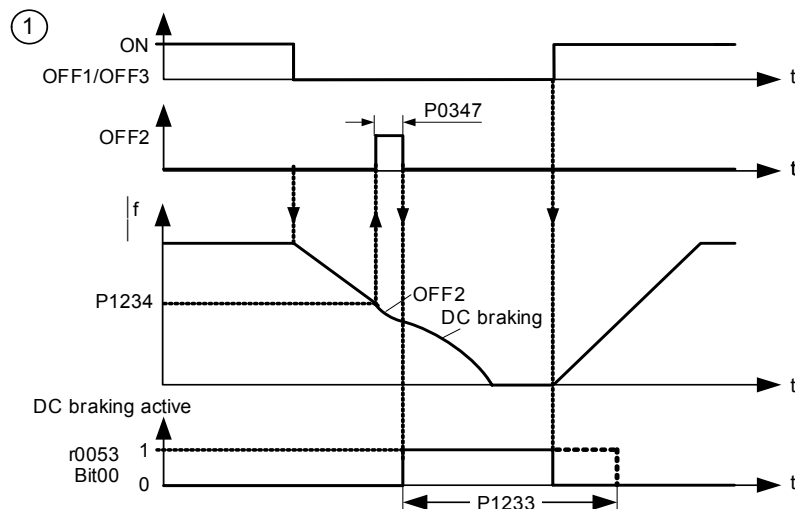 1
ON
OFF1/OFF3
t
P0347
OFF2
t
f
P1234
OFF2
DC braking
t
DC braking active
r0053
Bit00
1
0
t
P1233